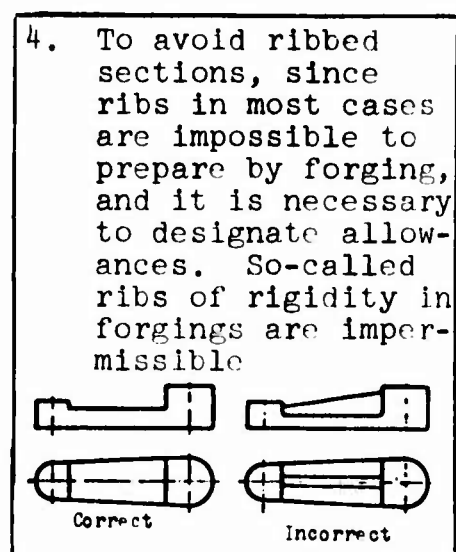 4. To avoid ribbed
sections, since
ribs in most cases
are impossible to
prepare by forging,
and it is necessary
to designate allow-
ances. So-called
ribs of rigidity in
forgings are imper-
missible
Correct
Incorrect